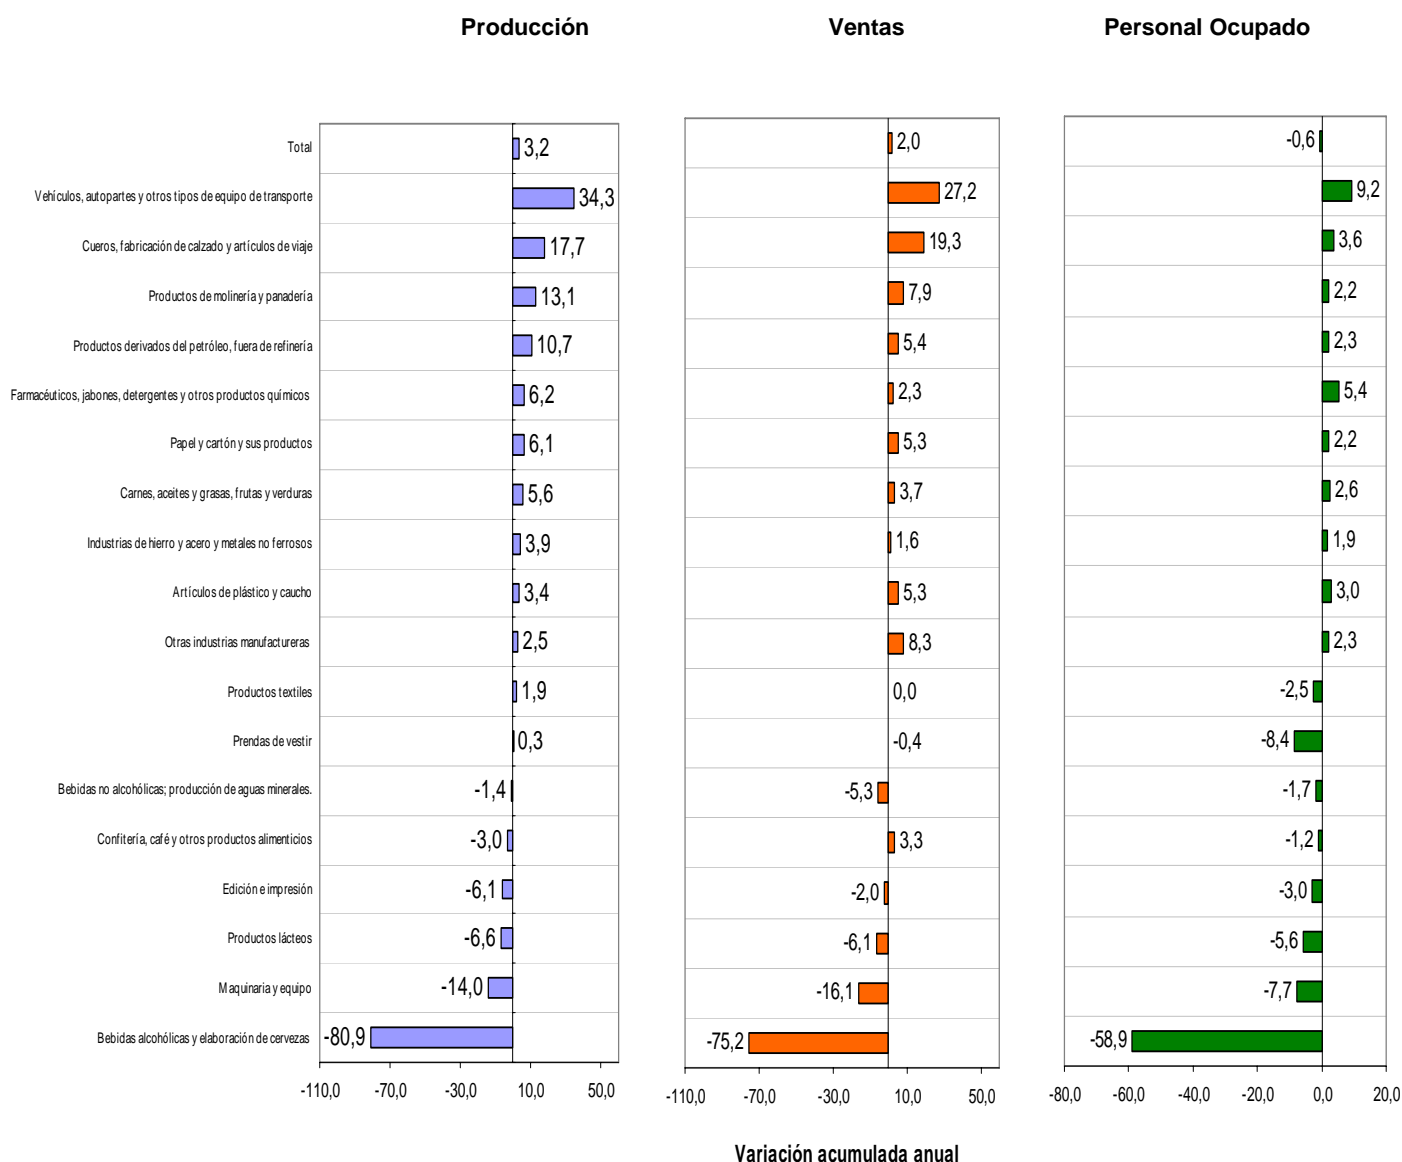 Producción Ventas Personal Ocupado
Total 3,2 2,0 -0,6
Vehículos, autopartes y otros tipos de equipo de transporte 34,3 27,2 9,2
Cueros, fabricación de calzado y artículos de viaje 17,7 19,3 3,6
Productos de molinería y panadería 13,1 7,9 2,2
Productos derivados del petróleo, fuera de refinería 10,7 5,4 2,3
Farmacéuticos, jabones, detergentes y otros productos químicos 6,2 2,3 5,4
Papel y cartón y sus productos 6,1 5,3 2,2
Carnes, aceites y grasas, frutas y verduras 5,6 3,7 2,6
Industrias de hierro y acero y metales no ferrosos 3,9 1,6 1,9
Artículos de plástico y caucho 3,4 5,3 3,0
Otras industrias manufactureras 2,5 8,3 2,3
Productos textiles 1,9 0,0 -2,5
Prendas de vestir 0,3 -0,4 -8,4
Bebidas no alcohólicas; producción de aguas minerales. -1,4 -5,3 -1,7
Confitería, café y otros productos alimenticios -3,0 3,3 -1,2
Edición e impresión -6,1 -2,0 -3,0
Productos lácteos -6,6 -6,1 -5,6
Maquinaria y equipo -14,0 -16,1 -7,7
Bebidas alcohólicas y elaboración de cervezas -80,9 -75,2 -58,9
-110,0 -70,0 -30,0 10,0 50,0 -110,0 -70,0 -30,0 10,0 50,0 -80,0 -60,0 -40,0 -20,0 0,0 20,0
Variación acumulada anual